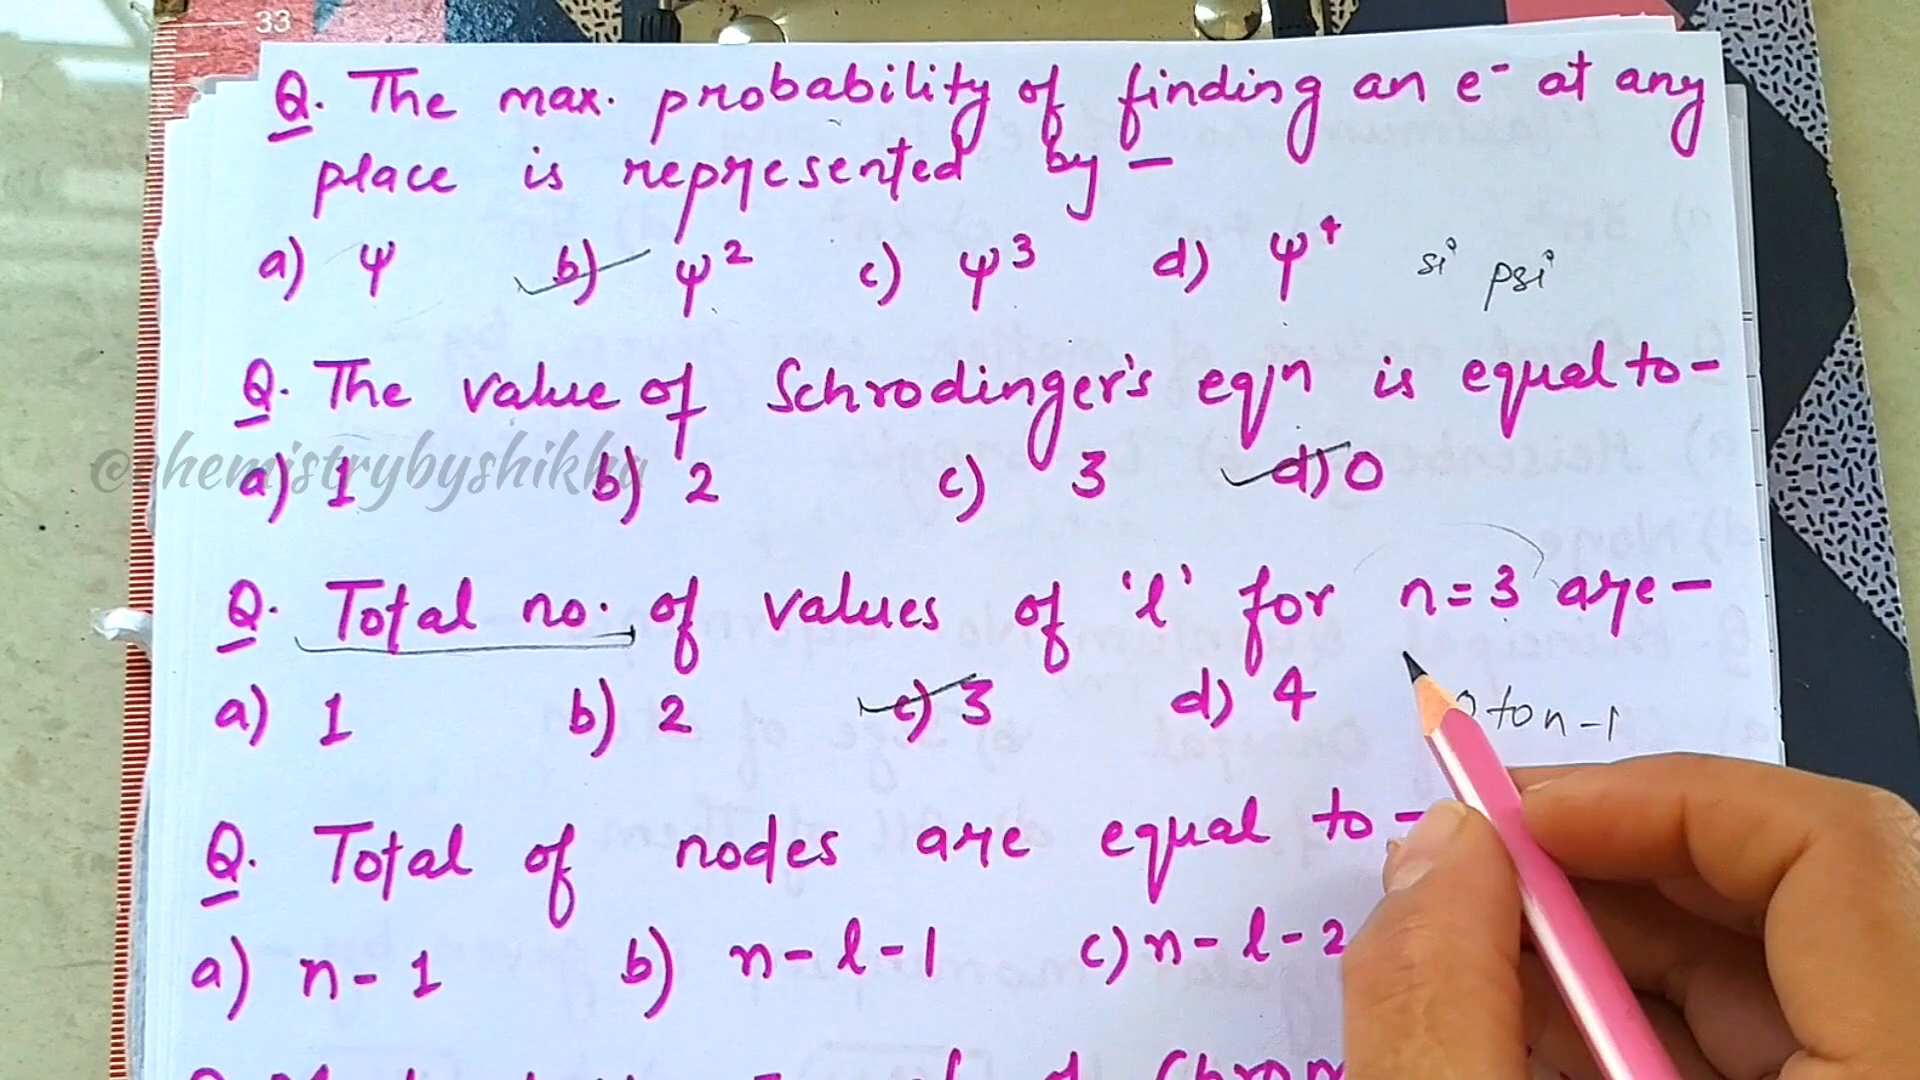 33
Q. The max. probability of finding an e⁻ at any
place is represented by -
a) ψ b) ψ² c) ψ³ d) ψ⁴ si psi
Q. The value of Schrodinger's eqn is equal to -
@chemistrybyshikha
a) 1 b) 2 c) 3 d) 0
Q. Total no. of values of 'l' for n=3 are -
a) 1 b) 2 c) 3 d) 4 0 to n-1
Q. Total of nodes are equal to -
a) n-1 b) n-l-1 c) n-l-2